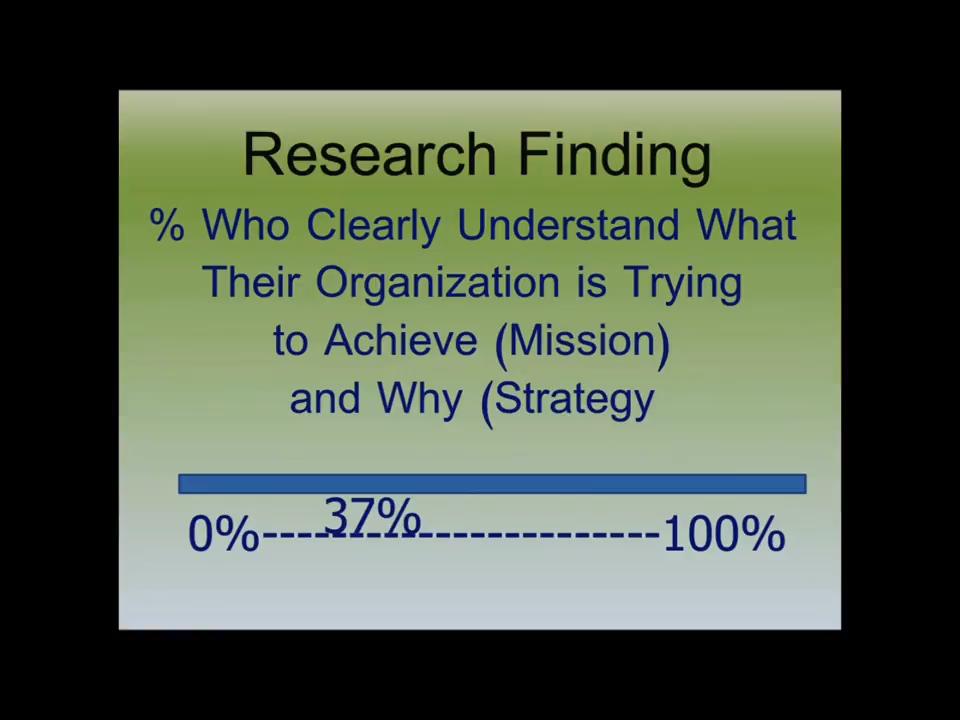 Research Finding
% Who Clearly Understand What
Their Organization is Trying
to Achieve (Mission)
and Why (Strategy
37%
0%-----------------------100%